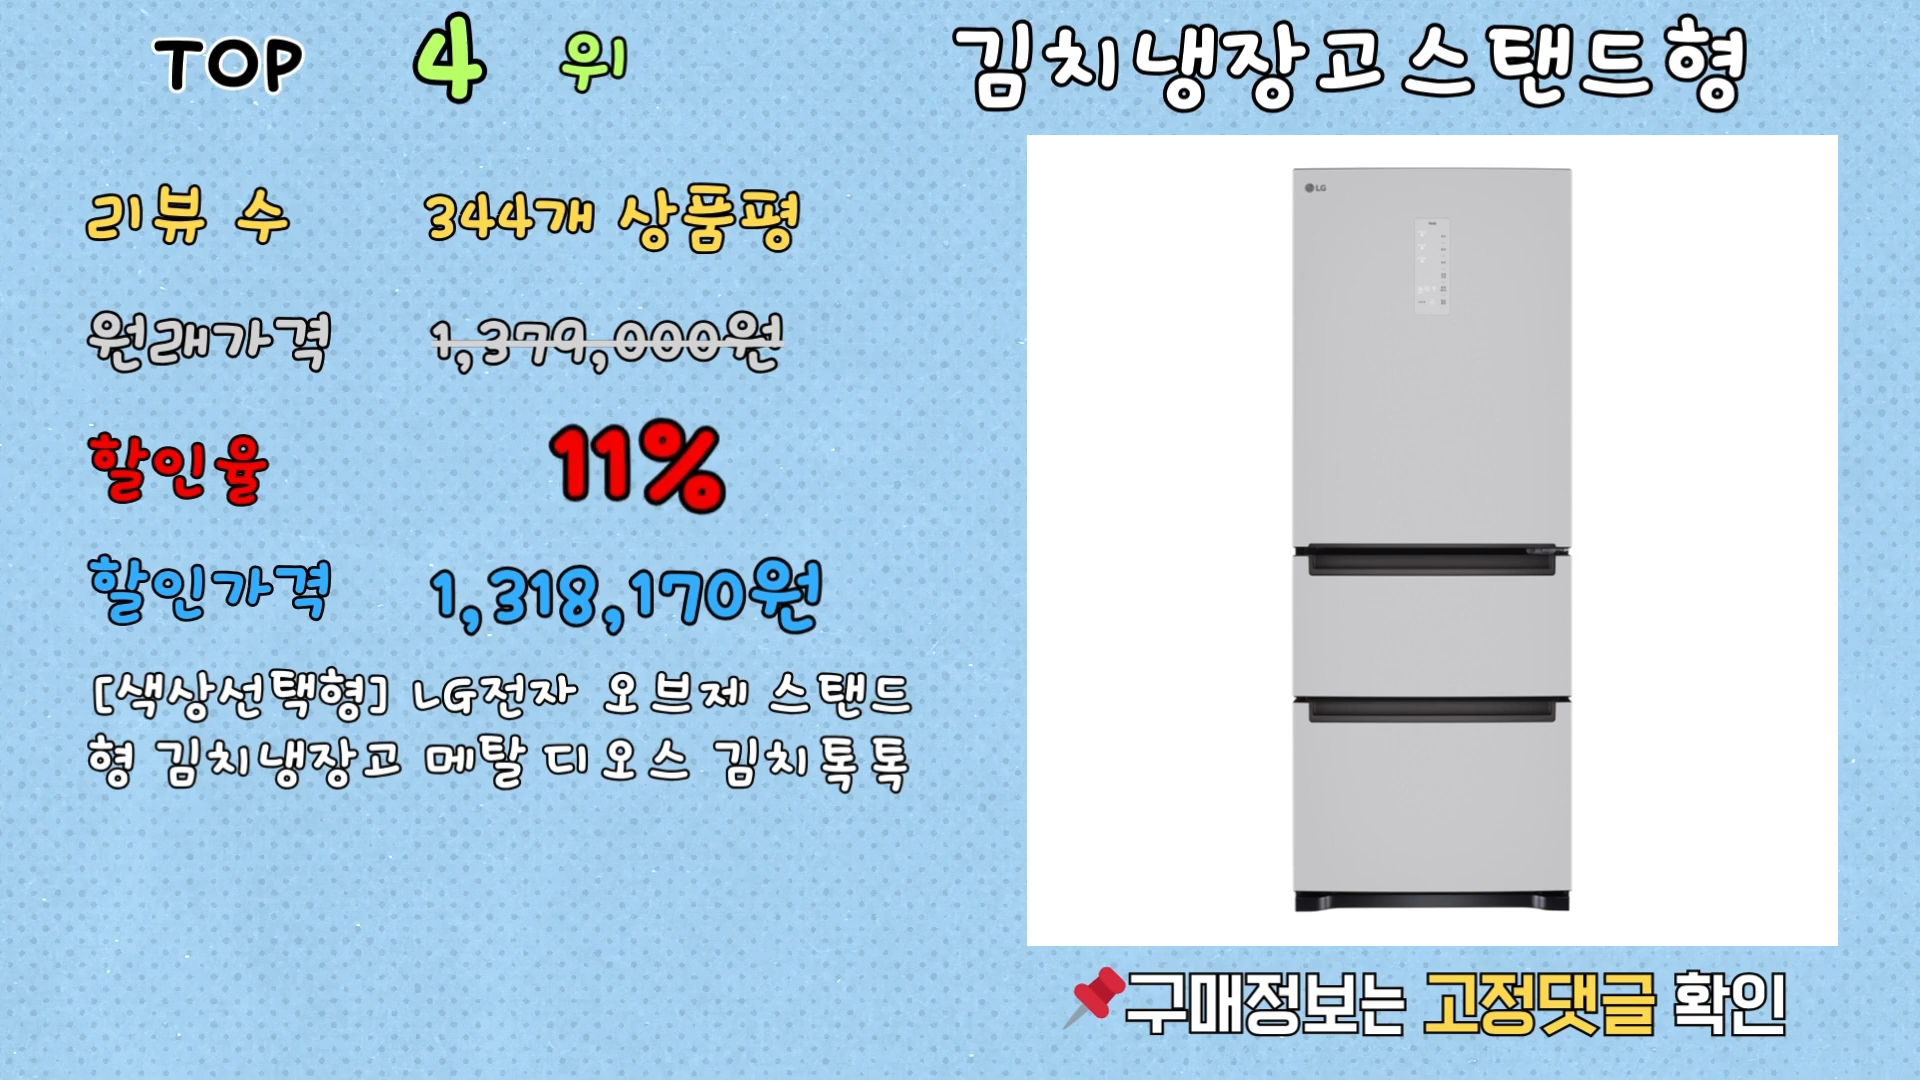 TOP 4 위
김치냉장고스탠드형
리뷰 수 344개 상품평
원래가격 1,379,000원
할인율 11%
할인가격 1,318,170원
[색상선택형] LG전자 오브제 스탠드
형 김치냉장고 메탈 디오스 김치톡톡
LG
구매정보는 고정댓글 확인